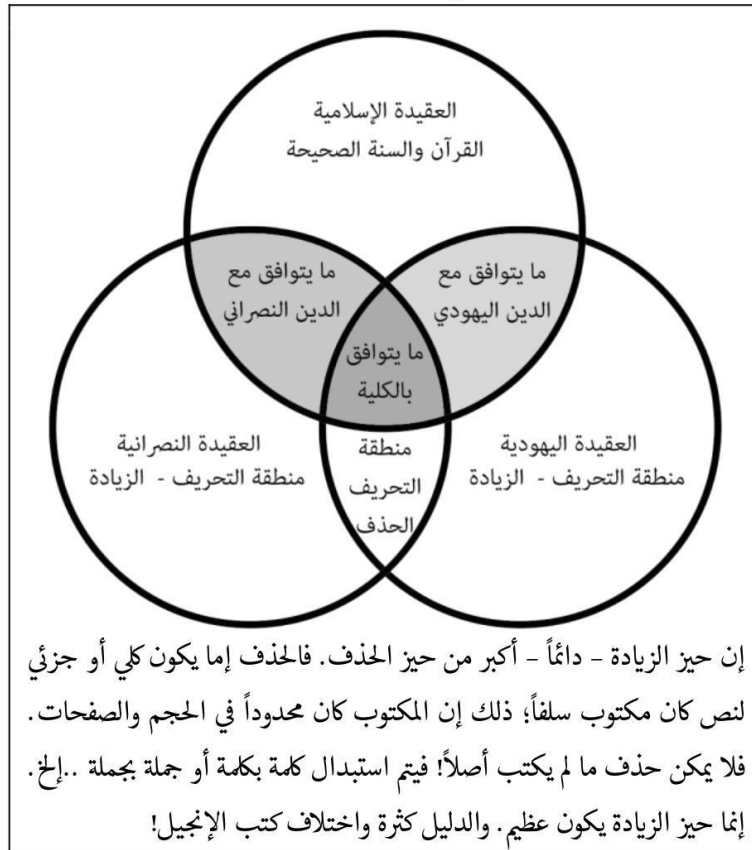 العقيدة الإسلامية
القرآن والسنة الصحيحة
ما يتوافق مع
الدين اليهودي
ما يتوافق مع
الدين النصراني
ما يتوافق
بالكلية
العقيدة اليهودية
منطقة التحريف - الزيادة
منطقة
التحريف
الحذف
العقيدة النصرانية
منطقة التحريف - الزيادة
إن حيز الزيادة - دائماً - أكبر من حيز الحذف. فالحذف إما يكون كلي أو جزئي
لنص كان مكتوب سلفاً؛ ذلك إن المكتوب كان محدوداً في الحجم والصفحات.
فلا يمكن حذف ما لم يكتب أصلاً! فيتم استبدال كلمة بكلمة أو جملة بجملة ..إلخ.
إنما حيز الزيادة يكون عظيم. والدليل كثرة واختلاف كتب الإنجيل!